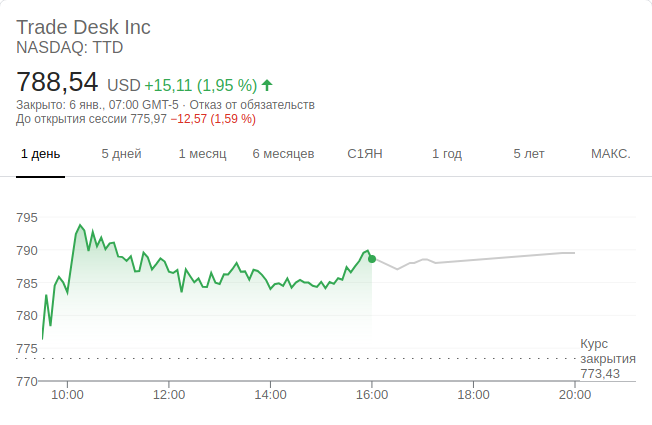 Trade Desk Inc
NASDAQ: TTD
788,54 USD +15,11 (1,95 %)
Закрыто: 6 янв., 07:00 GMT-5 · Отказ от обязательств
До открытия сессии 775,97 −12,57 (1,59 %)
1 день 5 дней 1 месяц 6 месяцев С1ЯН 1 год 5 лет МАКС.
795
790
785
780
775
770
Курс
закрытия
773,43
10:00 12:00 14:00 16:00 18:00 20:00